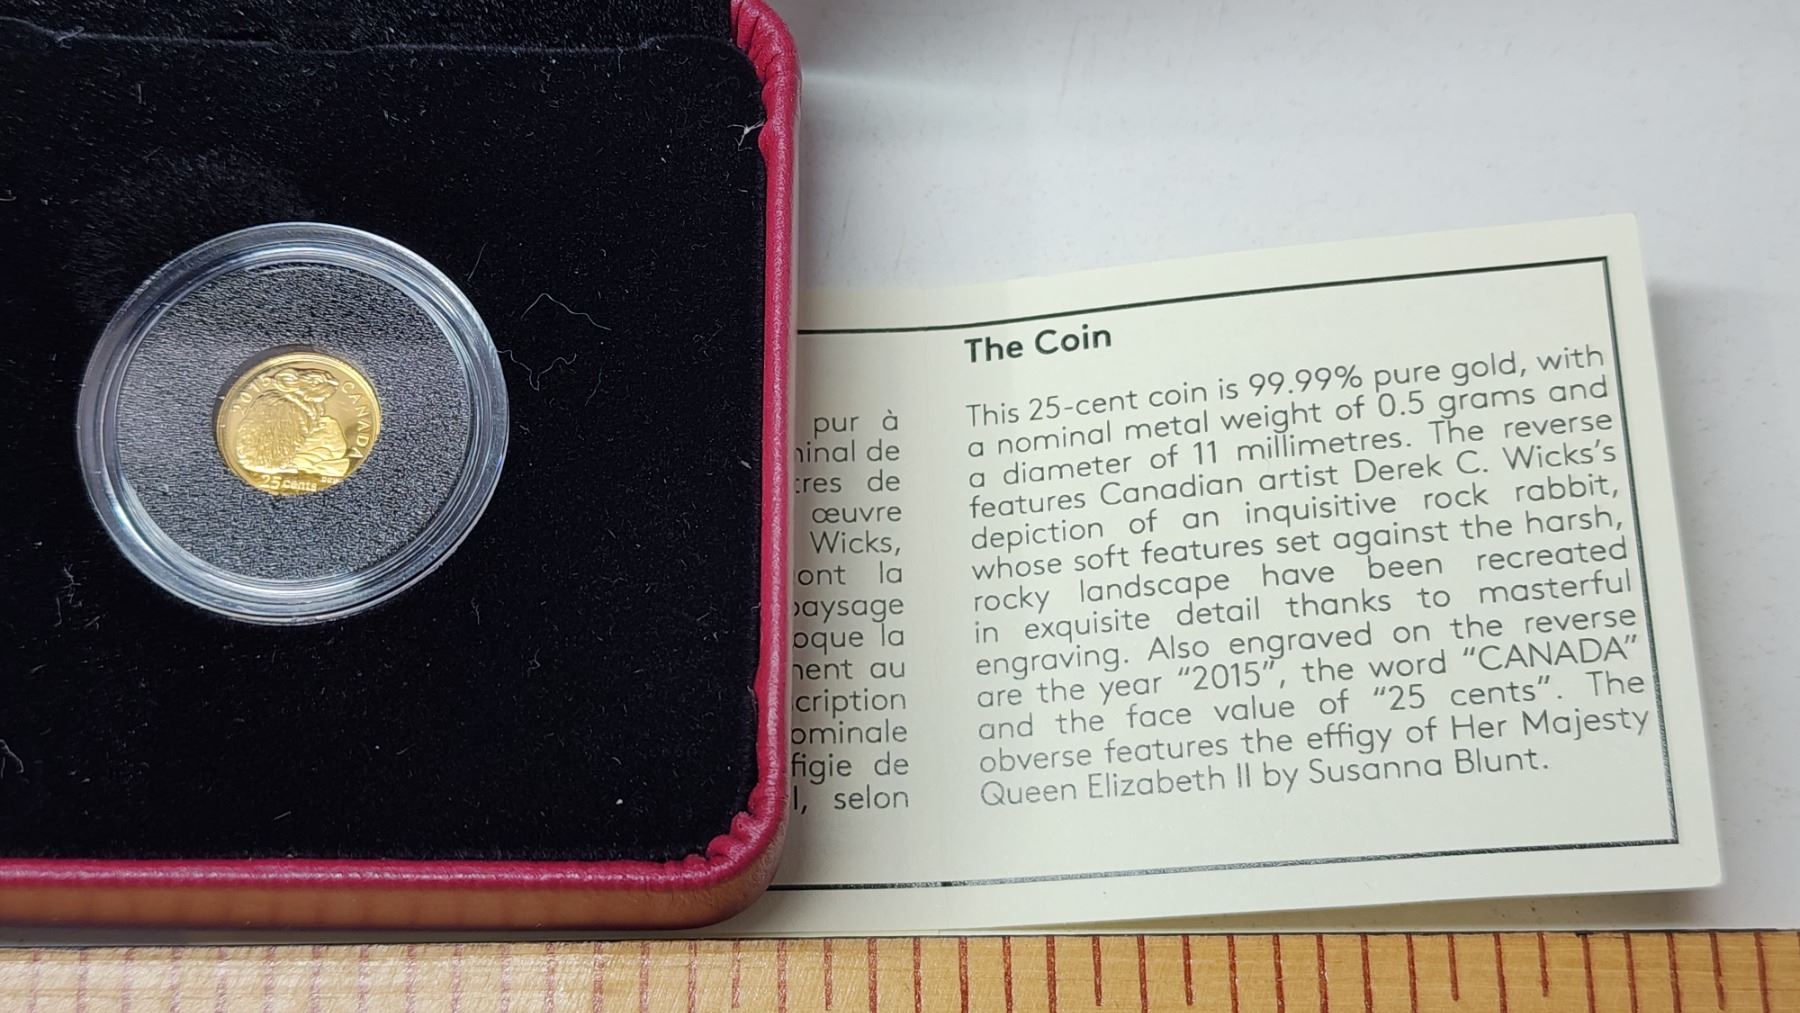 2015 CANADA
25 cents
pur à
de
res de
œuvre
Wicks,
ont la
paysage
la
au
cription
ominale
figie de
selon
The Coin
This 25-cent coin is 99.99% pure gold, with
a nominal metal weight of 0.5 grams and
a diameter of 11 millimetres. The reverse
features Canadian artist Derek C. Wicks's
depiction of an inquisitive rock rabbit,
whose soft features set against the harsh,
rocky landscape have been recreated
in exquisite detail thanks to masterful
engraving. Also engraved on the reverse
are the year “2015”, the word “CANADA”
and the face value of “25 cents”. The
obverse features the effigy of Her Majesty
Queen Elizabeth II by Susanna Blunt.